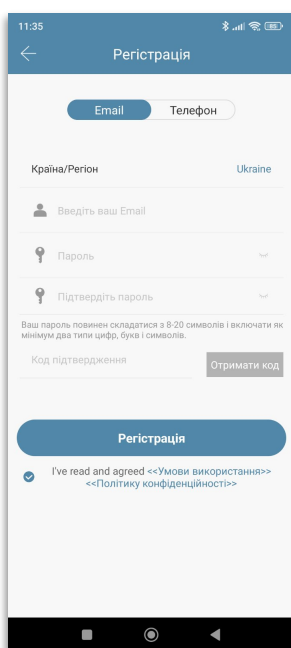 11:35
Регістрація
Email Телефон
Країна/Регіон Ukraine
Введіть ваш Email
Пароль
Підтвердіть пароль
Ваш пароль повинен складатися з 8-20 символів і включати як
мінімум два типи цифр, букв і символів.
Код підтвердження Отримати код
Регістрація
I've read and agreed <<Умови використання>>
<<Політику конфіденційності>>